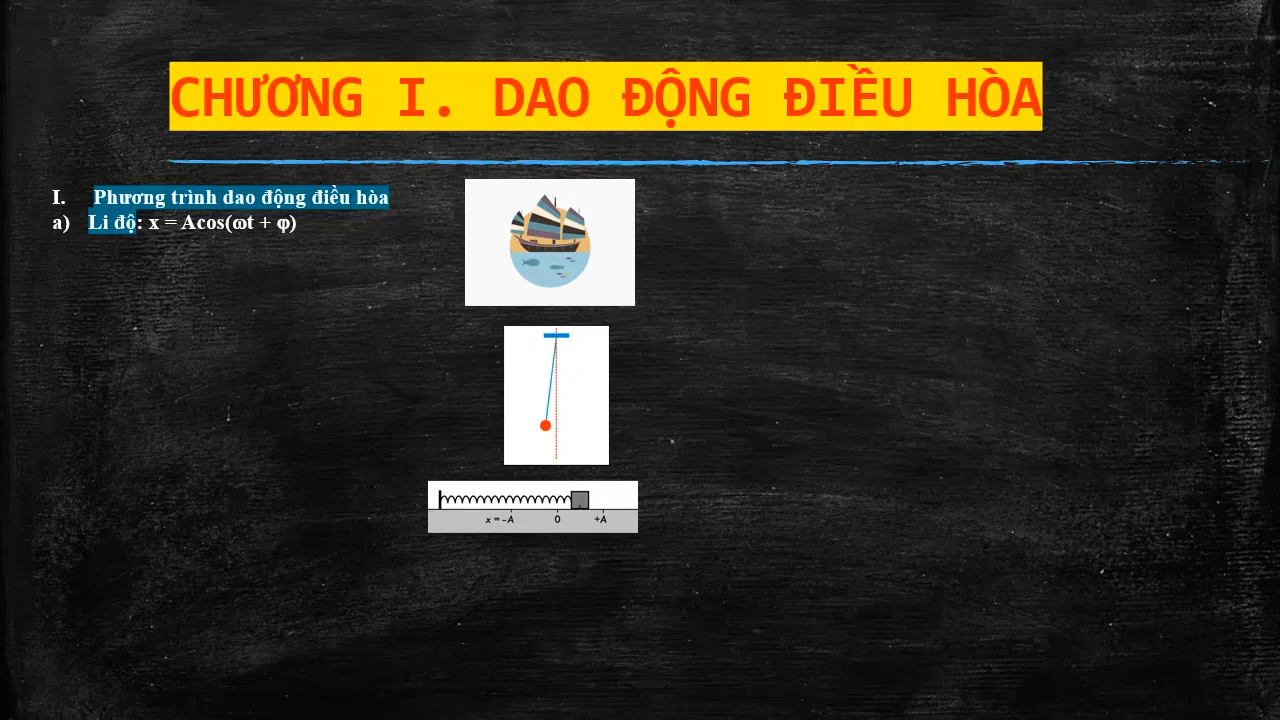 CHƯƠNG I. DAO ĐỘNG ĐIỀU HÒA
I. Phương trình dao động điều hòa
a) Li độ: x = Acos(ωt + φ)
x = -A 0 +A